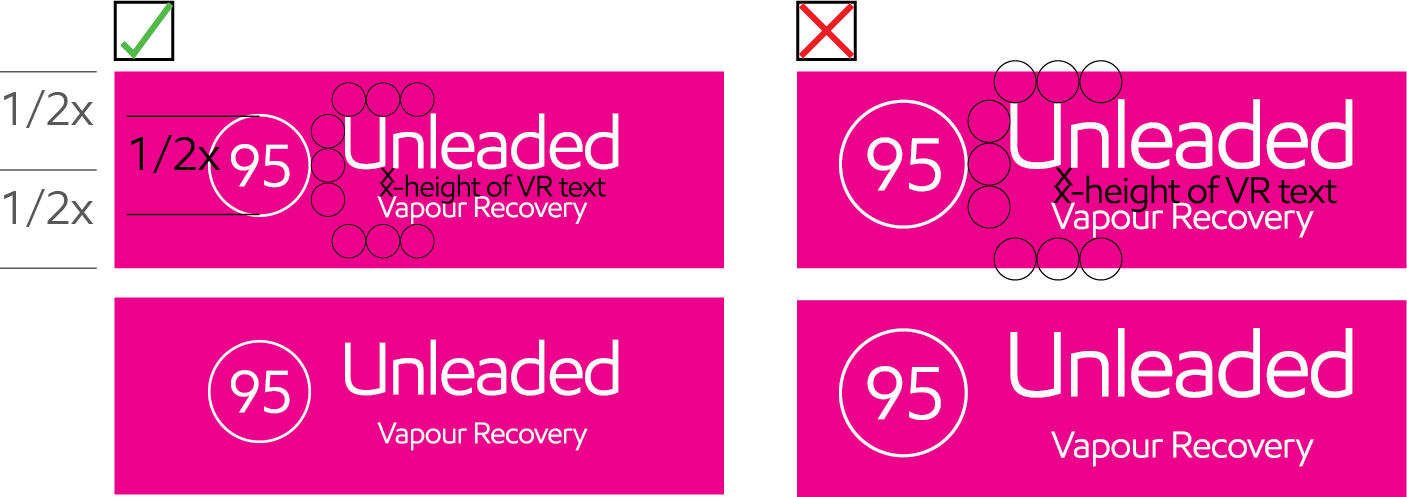 1/2x
1/2x
1/2x
95
Unleaded
x
x-height of VR text
Vapour Recovery
95
Unleaded
x
x-height of VR text
Vapour Recovery
95
Unleaded
Vapour Recovery
95
Unleaded
Vapour Recovery